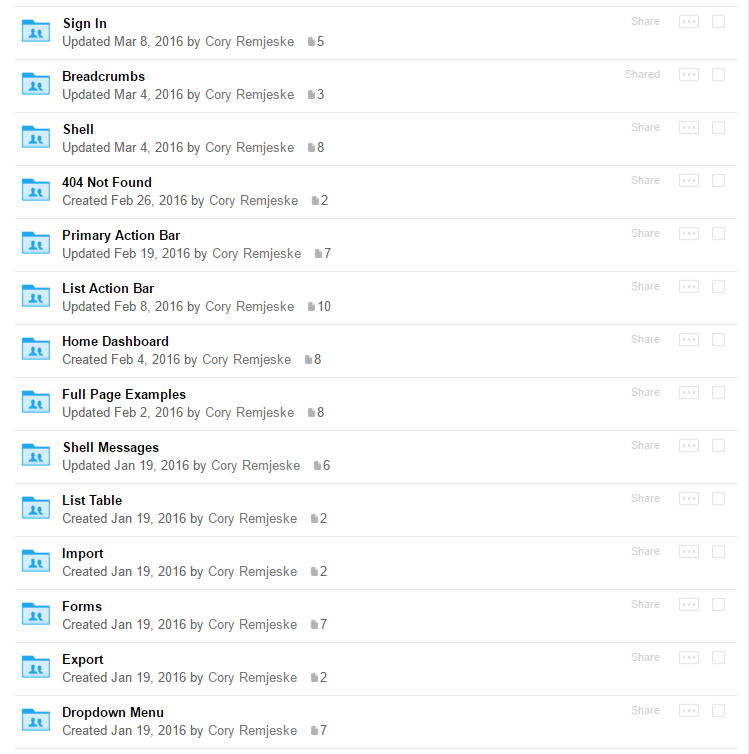 Sign In Share
Updated Mar 8, 2016 by Cory Remjeske 5
Breadcrumbs Shared
Updated Mar 4, 2016 by Cory Remjeske 3
Shell Share
Updated Mar 4, 2016 by Cory Remjeske 8
404 Not Found Share
Created Feb 26, 2016 by Cory Remjeske 2
Primary Action Bar Share
Updated Feb 19, 2016 by Cory Remjeske 7
List Action Bar Share
Updated Feb 8, 2016 by Cory Remjeske 10
Home Dashboard Share
Created Feb 4, 2016 by Cory Remjeske 8
Full Page Examples Share
Updated Feb 2, 2016 by Cory Remjeske 8
Shell Messages Share
Updated Jan 19, 2016 by Cory Remjeske 6
List Table Share
Created Jan 19, 2016 by Cory Remjeske 2
Import Share
Created Jan 19, 2016 by Cory Remjeske 2
Forms Share
Created Jan 19, 2016 by Cory Remjeske 7
Export Share
Created Jan 19, 2016 by Cory Remjeske 2
Dropdown Menu Share
Created Jan 19, 2016 by Cory Remjeske 7